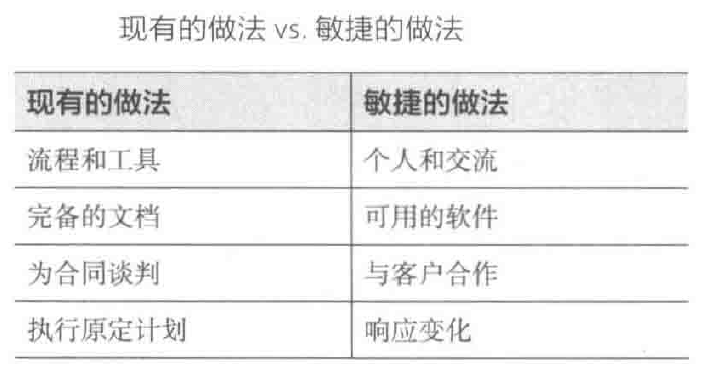 现有的做法 vs. 敏捷的做法
现有的做法 敏捷的做法
流程和工具 个人和交流
完备的文档 可用的软件
为合同谈判 与客户合作
执行原定计划 响应变化